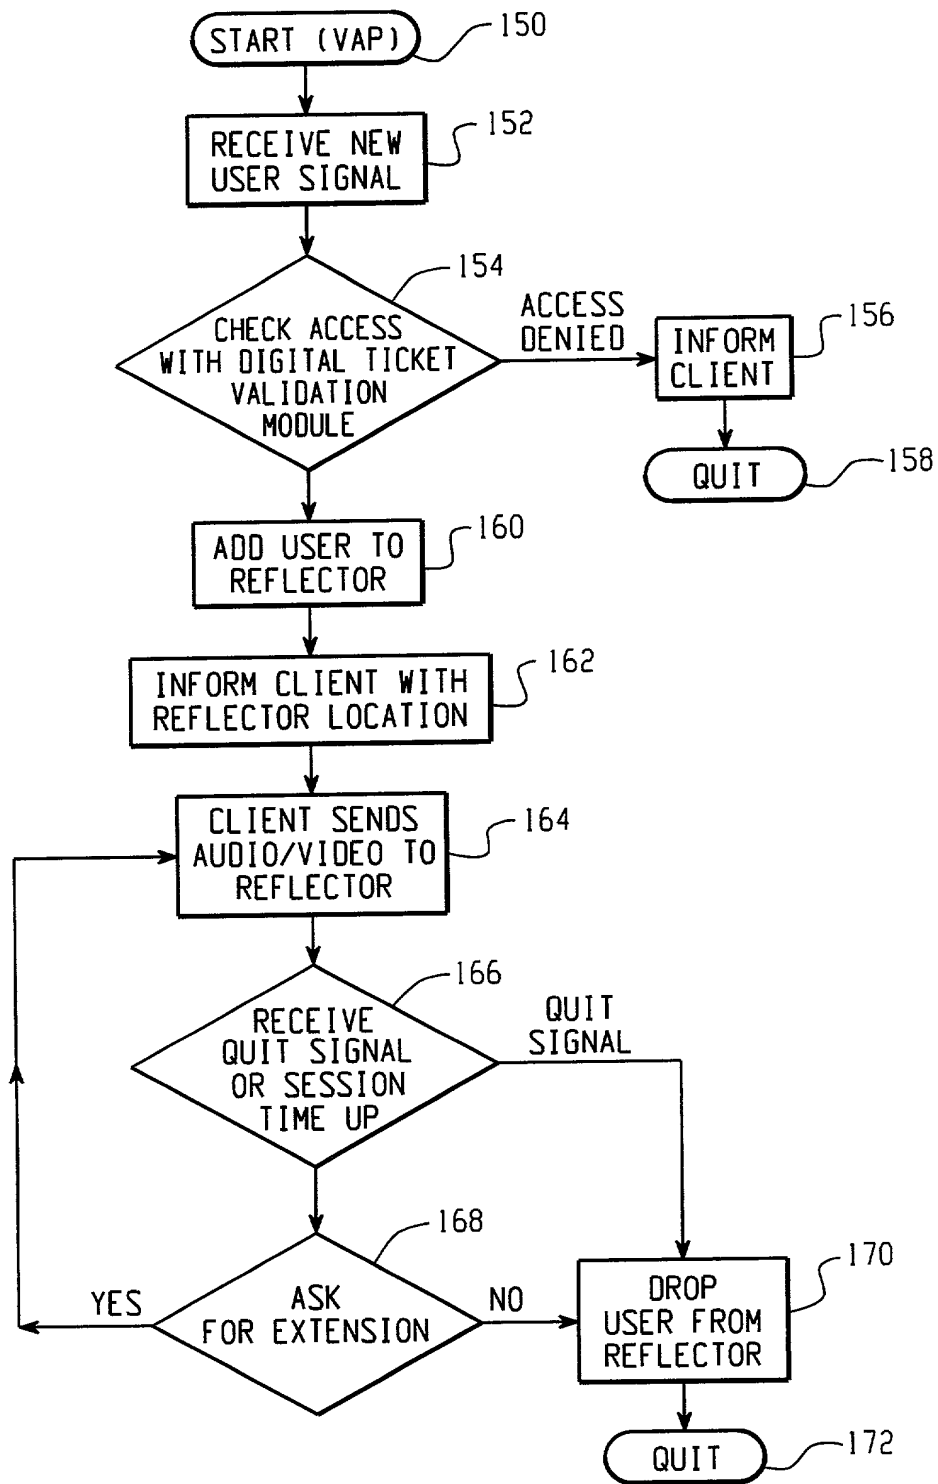 START (VAP)
150
RECEIVE NEW
USER SIGNAL
152
CHECK ACCESS
WITH DIGITAL TICKET
VALIDATION
MODULE
154
ACCESS
DENIED
INFORM
CLIENT
156
QUIT
158
ADD USER TO
REFLECTOR
160
INFORM CLIENT WITH
REFLECTOR LOCATION
162
CLIENT SENDS
AUDIO/VIDEO TO
REFLECTOR
164
RECEIVE
QUIT SIGNAL
OR SESSION
TIME UP
166
QUIT
SIGNAL
ASK
FOR EXTENSION
168
YES
NO
DROP
USER FROM
REFLECTOR
170
QUIT
172